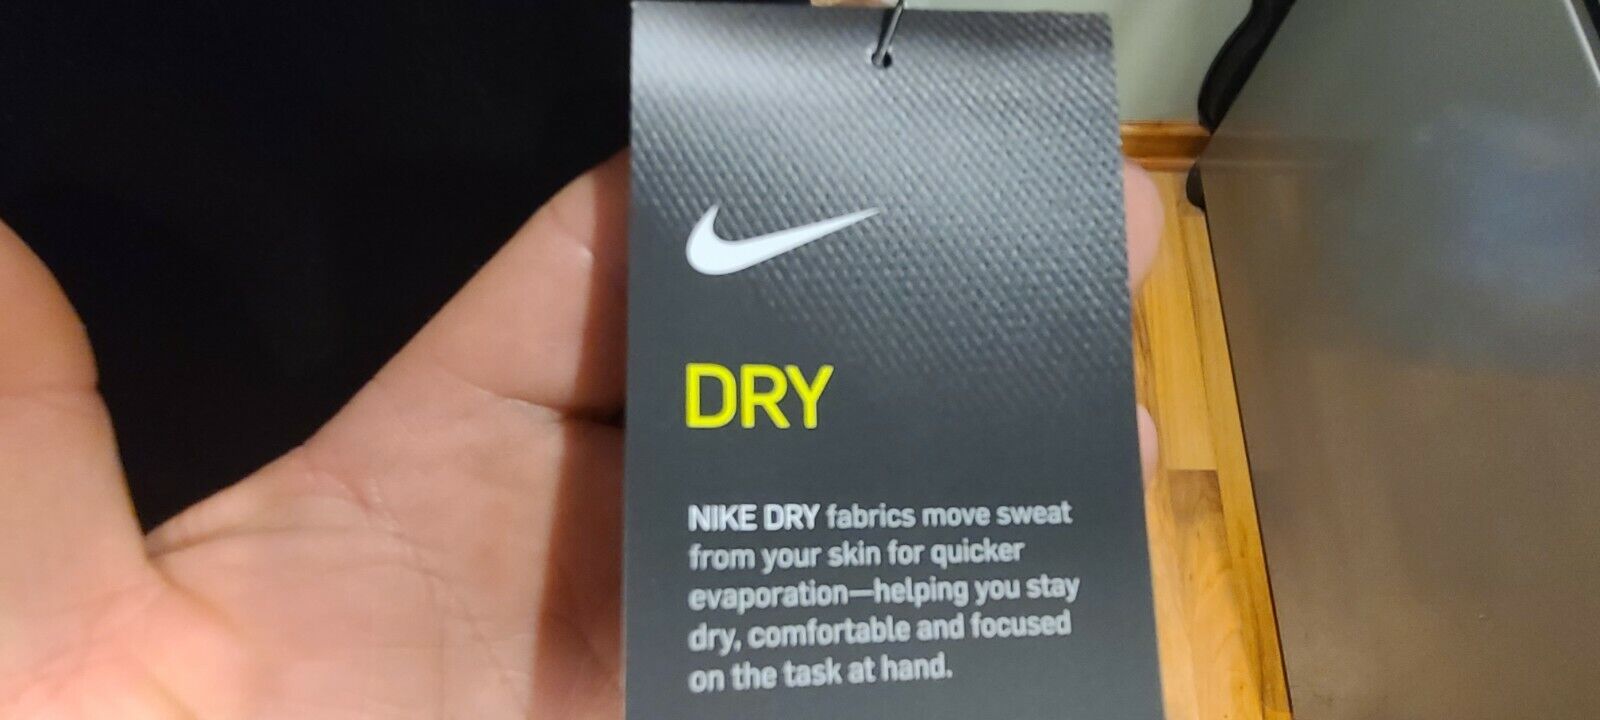 DRY
NIKE DRY fabrics move sweat
from your skin for quicker
evaporation—helping you stay
dry, comfortable and focused
on the task at hand.